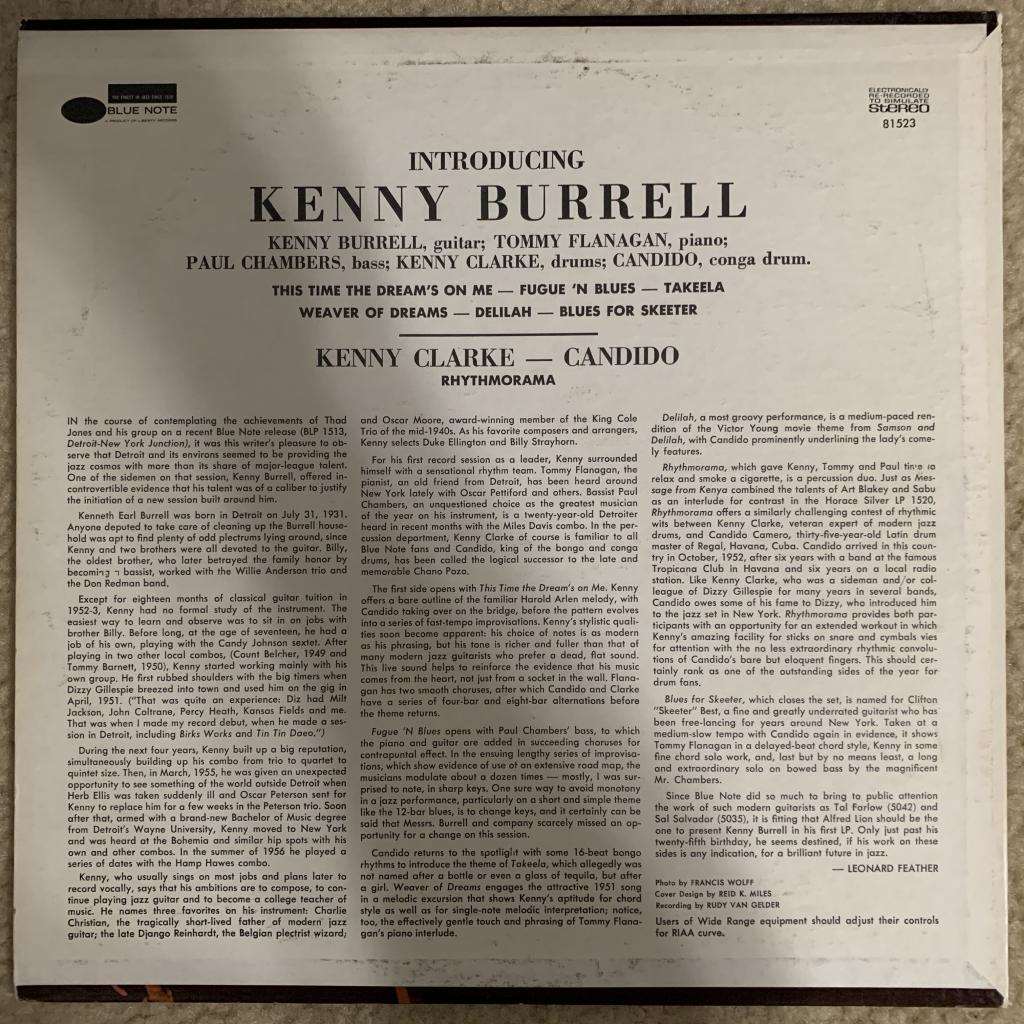 THE FINEST IN JAZZ SINCE 1939
BLUE NOTE
A PRODUCT OF LIBERTY RECORDS
ELECTRONICALLY
RE-RECORDED
TO SIMULATE
STEREO
81523
INTRODUCING
KENNY BURRELL
KENNY BURRELL, guitar; TOMMY FLANAGAN, piano;
PAUL CHAMBERS, bass; KENNY CLARKE, drums; CANDIDO, conga drum.
THIS TIME THE DREAM'S ON ME — FUGUE 'N BLUES — TAKEELA
WEAVER OF DREAMS — DELILAH — BLUES FOR SKEETER
KENNY CLARKE — CANDIDO
RHYTHMORAMA
IN the course of contemplating the achievements of Thad
Jones and his group on a recent Blue Note release (BLP 1513,
Detroit-New York Junction), it was this writer's pleasure to ob-
serve that Detroit and its environs seemed to be providing the
jazz cosmos with more than its share of major-league talent.
One of the sidemen on that session, Kenny Burrell, offered in-
controvertible evidence that his talent was of a caliber to justify
the initiation of a new session built around him.
Kenneth Earl Burrell was born in Detroit on July 31, 1931.
Anyone deputed to take care of cleaning up the Burrell house-
hold was apt to find plenty of odd plectrums lying around, since
Kenny and two brothers were all devoted to the guitar. Billy,
the oldest brother, who later betrayed the family honor by
becoming a bassist, worked with the Willie Anderson trio and
the Don Redman band.
Except for eighteen months of classical guitar tuition in
1952-3, Kenny had no formal study of the instrument. The
easiest way to learn and observe was to sit in on jobs with
brother Billy. Before long, at the age of seventeen, he had a
job of his own, playing with the Candy Johnson sextet. After
playing in two other local combos, (Count Belcher, 1949 and
Tommy Barnett, 1950), Kenny started working mainly with his
own group. He first rubbed shoulders with the big timers when
Dizzy Gillespie breezed into town and used him on the gig in
April, 1951. ("That was quite an experience: Diz had Milt
Jackson, John Coltrane, Percy Heath, Kansas Fields and me.
That was when I made my record debut, when he made a ses-
sion in Detroit, including Birks Works and Tin Tin Daeo.")
During the next four years, Kenny built up a big reputation,
simultaneously building up his combo from trio to quartet to
quintet size. Then, in March, 1955, he was given an unexpected
opportunity to see something of the world outside Detroit when
Herb Ellis was taken suddenly ill and Oscar Peterson sent for
Kenny to replace him for a few weeks in the Peterson trio. Soon
after that, armed with a brand-new Bachelor of Music degree
from Detroit's Wayne University, Kenny moved to New York
and was heard at the Bohemia and similar hip spots with his
own and other combos. In the summer of 1956 he played a
series of dates with the Hamp Hawes combo.
Kenny, who usually sings on most jobs and plans later to
record vocally, says that his ambitions are to compose, to con-
tinue playing jazz guitar and to become a college teacher of
music. He names three favorites on his instrument: Charlie
Christian, the tragically short-lived father of modern jazz
guitar; the late Django Reinhardt, the Belgian plectrist wizard;
and Oscar Moore, award-winning member of the King Cole
Trio of the mid-1940s. As his favorite composers and arrangers,
Kenny selects Duke Ellington and Billy Strayhorn.
For his first record session as a leader, Kenny surrounded
himself with a sensational rhythm team. Tommy Flanagan, the
pianist, an old friend from Detroit, has been heard around
New York lately with Oscar Pettiford and others. Bassist Paul
Chambers, an unquestioned choice as the greatest musician
of the year on his instrument, is a twenty-year-old Detroiter
heard in recent months with the Miles Davis combo. In the per-
cussion department, Kenny Clarke of course is familiar to all
Blue Note fans and Candido, king of the bongo and conga
drums, has been called the logical successor to the late and
memorable Chano Pozo.
The first side opens with This Time the Dream's on Me. Kenny
offers a bare outline of the familiar Harold Arlen melody, with
Candido taking over on the bridge, before the pattern evolves
into a series of fast-tempo improvisations. Kenny's stylistic quali-
ties soon become apparent: his choice of notes is as modern
as his phrasing, but his tone is richer and fuller than that of
many modern jazz guitarists who prefer a dead, flat sound.
This live sound helps to reinforce the evidence that his music
comes from the heart, not just from a socket in the wall. Flana-
gan has two smooth choruses, after which Candido and Clarke
have a series of four-bar and eight-bar alternations before
the theme returns.
Fugue 'N Blues opens with Paul Chambers' bass, to which
the piano and guitar are added in succeeding choruses for
contrapuntal effect. In the ensuing lengthy series of improvisa-
tions, which show evidence of use of an extensive road map, the
musicians modulate about a dozen times — mostly, I was sur-
prised to note, in sharp keys. One sure way to avoid monotony
in a jazz performance, particularly on a short and simple theme
like the 12-bar blues, is to change keys, and it certainly can be
said that Messrs. Burrell and company scarcely missed an op-
portunity for a change on this session.
Candido returns to the spotlight with some 16-beat bongo
rhythms to introduce the theme of Takeela, which allegedly was
not named after a bottle or even a glass of tequila, but after
a girl. Weaver of Dreams engages the attractive 1951 song
in a melodic excursion that shows Kenny's aptitude for chord
style as well as for single-note melodic interpretation; notice,
too, the effectively gentle touch and phrasing of Tommy Flana-
gan's piano interlude.
Delilah, a most groovy performance, is a medium-paced ren-
dition of the Victor Young movie theme from Samson and
Delilah, with Candido prominently underlining the lady's come-
ly features.
Rhythmorama, which gave Kenny, Tommy and Paul time to
relax and smoke a cigarette, is a percussion duo. Just as Mes-
sage from Kenya combined the talents of Art Blakey and Sabu
as an interlude for contrast in the Horace Silver LP 1520,
Rhythmorama offers a similarly challenging contest of rhythmic
wits between Kenny Clarke, veteran expert of modern jazz
drums, and Candido Camero, thirty-five-year-old Latin drum
master of Regal, Havana, Cuba. Candido arrived in this coun-
try in October, 1952, after six years with a band at the famous
Tropicana Club in Havana and six years on a local radio
station. Like Kenny Clarke, who was a sideman and/or col-
league of Dizzy Gillespie for many years in several bands,
Candido owes some of his fame to Dizzy, who introduced him
to the jazz set in New York. Rhythmorama provides both par-
ticipants with an opportunity for an extended workout in which
Kenny's amazing facility for sticks on snare and cymbals vies
for attention with the no less extraordinary rhythmic convolu-
tions of Candido's bare but eloquent fingers. This should cer-
tainly rank as one of the outstanding sides of the year for
drum fans.
Blues for Skeeter, which closes the set, is named for Clifton
"Skeeter" Best, a fine and greatly underrated guitarist who has
been free-lancing for years around New York. Taken at a
medium-slow tempo with Candido again in evidence, it shows
Tommy Flanagan in a delayed-beat chord style, Kenny in some
fine chord solo work, and, last but by no means least, a long
and extraordinary solo on bowed bass by the magnificent
Mr. Chambers.
Since Blue Note did so much to bring to public attention
the work of such modern guitarists as Tal Farlow (5042) and
Sal Salvador (5035), it is fitting that Alfred Lion should be the
one to present Kenny Burrell in his first LP. Only just past his
twenty-fifth birthday, he seems destined, if his work on these
sides is any indication, for a brilliant future in jazz.
— LEONARD FEATHER
Photo by FRANCIS WOLFF
Cover Design by REID K. MILES
Recording by RUDY VAN GELDER
Users of Wide Range equipment should adjust their controls
for RIAA curve.